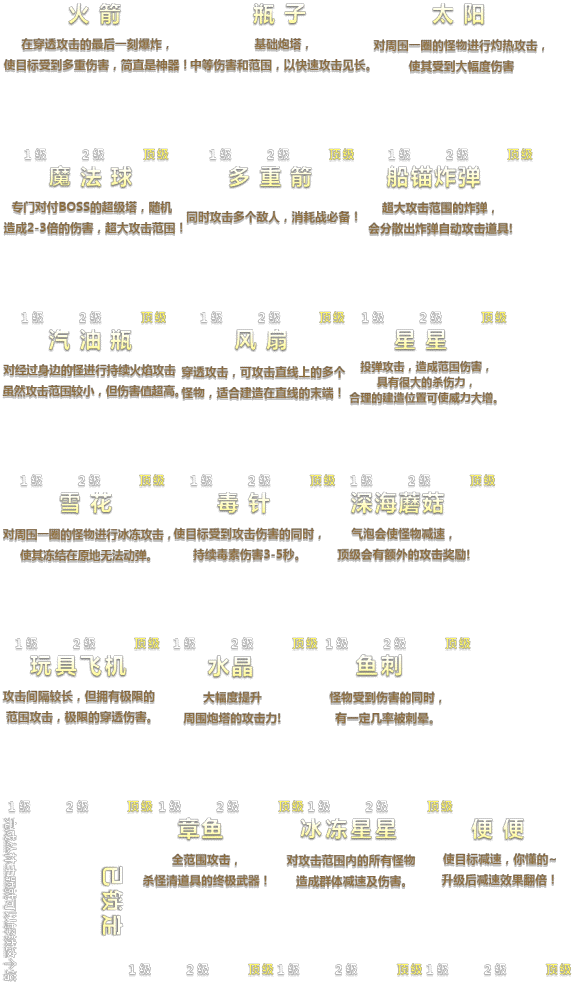 火箭
在穿透攻击的最后一刻爆炸，
使目标受到多重伤害，简直是神器！
瓶子
基础炮塔，
中等伤害和范围，以快速攻击见长。
太阳
对周围一圈的怪物进行灼热攻击，
使其受到大幅度伤害
1级 2级 顶级
1级 2级 顶级
1级 2级 顶级
魔法球
专门对付BOSS的超级塔，随机
造成2-3倍的伤害，超大攻击范围！
多重箭
同时攻击多个敌人，消耗战必备！
船锚炸弹
超大攻击范围的炸弹，
会分散出炸弹自动攻击道具!
1级 2级 顶级
1级 2级 顶级
1级 2级 顶级
汽油瓶
对经过身边的怪进行持续火焰攻击
虽然攻击范围较小，但伤害值超高。
风扇
穿透攻击，可攻击直线上的多个
怪物，适合建造在直线的末端！
星星
投弹攻击，造成范围伤害，
具有很大的杀伤力，
合理的建造位置可使威力大增。
1级 2级 顶级
1级 2级 顶级
1级 2级 顶级
雪花
对周围一圈的怪物进行冰冻攻击，
使其冻结在原地无法动弹。
毒针
使目标受到攻击伤害的同时，
持续毒素伤害3-5秒。
深海蘑菇
气泡会使怪物减速，
顶级会有额外的攻击奖励!
1级 2级 顶级
1级 2级 顶级
1级 2级 顶级
玩具飞机
攻击间隔较长，但拥有极限的
范围攻击，极限的穿透伤害。
水晶
大幅度提升
周围炮塔的攻击力!
鱼刺
怪物受到伤害的同时，
有一定几率被刺晕。
1级 2级 顶级
1级 2级 顶级
1级 2级 顶级
已锁定
章鱼
全范围攻击，
杀怪清道具的终极武器！
冰冻星星
对攻击范围内的所有怪物
造成群体减速及伤害。
便便
使目标减速，你懂的~
升级后减速效果翻倍！
1级 2级 顶级
1级 2级 顶级
1级 2级 顶级